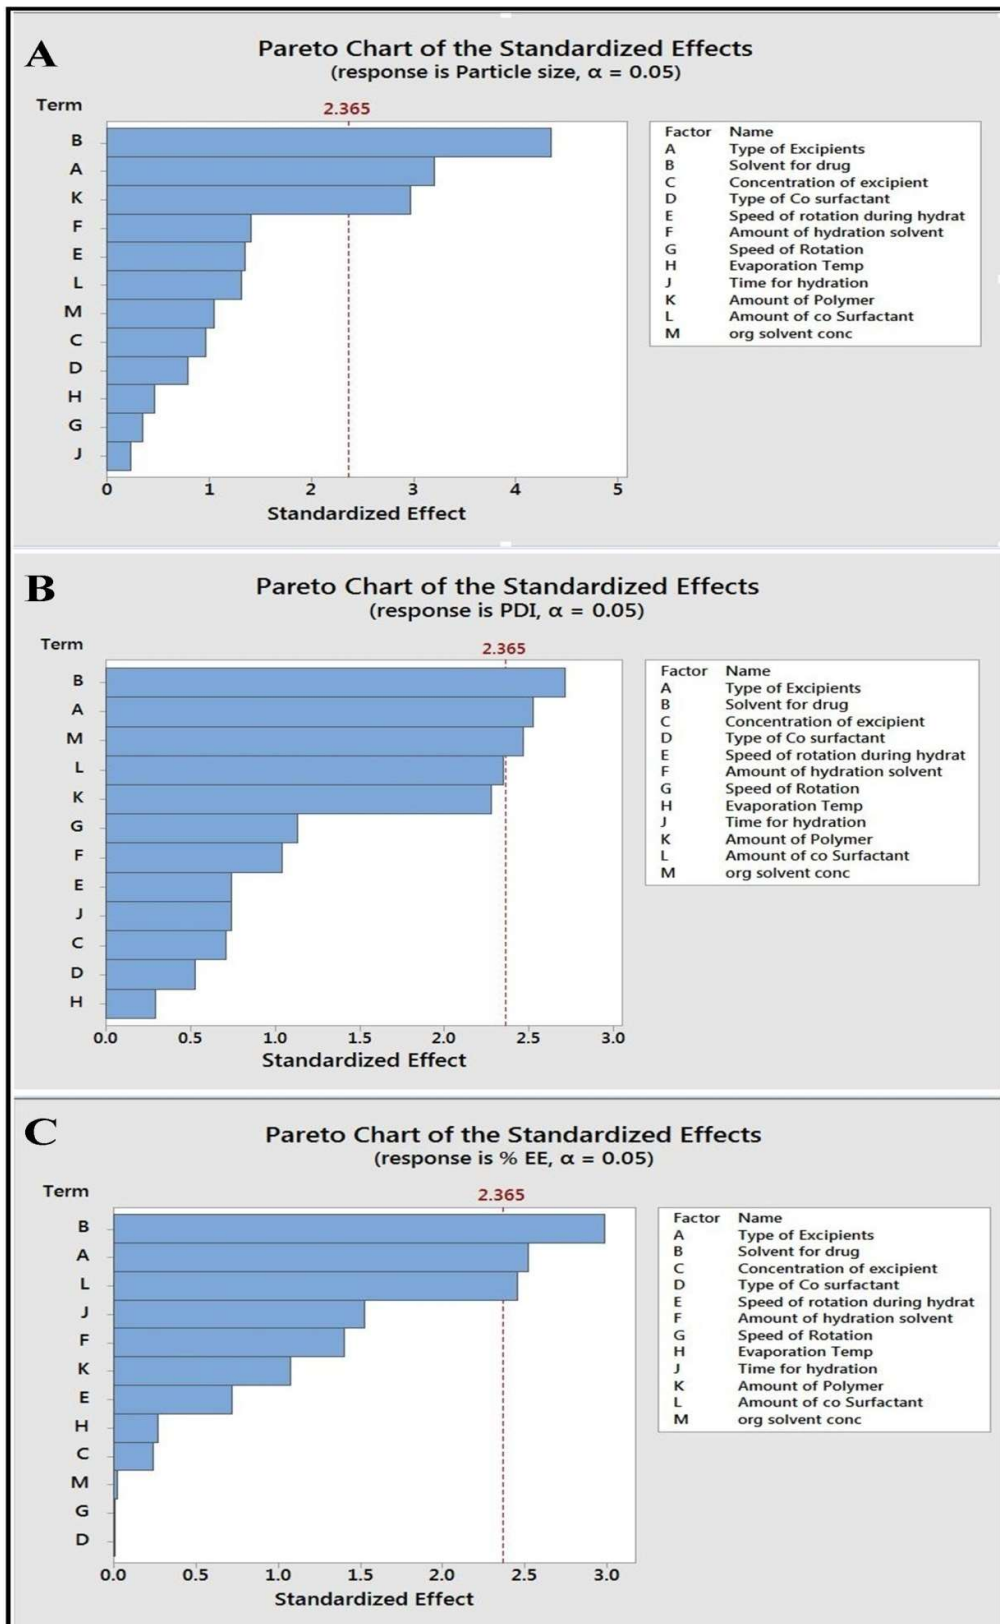 A
Pareto Chart of the Standardized Effects
(response is Particle size, α = 0.05)
Term
2.365
B
A
K
F
E
L
M
C
D
H
G
J
0 1 2 3 4 5
Standardized Effect
Factor Name
A Type of Excipients
B Solvent for drug
C Concentration of excipient
D Type of Co surfactant
E Speed of rotation during hydrat
F Amount of hydration solvent
G Speed of Rotation
H Evaporation Temp
J Time for hydration
K Amount of Polymer
L Amount of co Surfactant
M org solvent conc
B
Pareto Chart of the Standardized Effects
(response is PDI, α = 0.05)
Term
2.365
B
A
M
L
K
G
F
E
J
C
D
H
0.0 0.5 1.0 1.5 2.0 2.5 3.0
Standardized Effect
Factor Name
A Type of Excipients
B Solvent for drug
C Concentration of excipient
D Type of Co surfactant
E Speed of rotation during hydrat
F Amount of hydration solvent
G Speed of Rotation
H Evaporation Temp
J Time for hydration
K Amount of Polymer
L Amount of co Surfactant
M org solvent conc
C
Pareto Chart of the Standardized Effects
(response is % EE, α = 0.05)
Term
2.365
B
A
L
J
F
K
E
H
C
M
G
D
0.0 0.5 1.0 1.5 2.0 2.5 3.0
Standardized Effect
Factor Name
A Type of Excipients
B Solvent for drug
C Concentration of excipient
D Type of Co surfactant
E Speed of rotation during hydrat
F Amount of hydration solvent
G Speed of Rotation
H Evaporation Temp
J Time for hydration
K Amount of Polymer
L Amount of co Surfactant
M org solvent conc